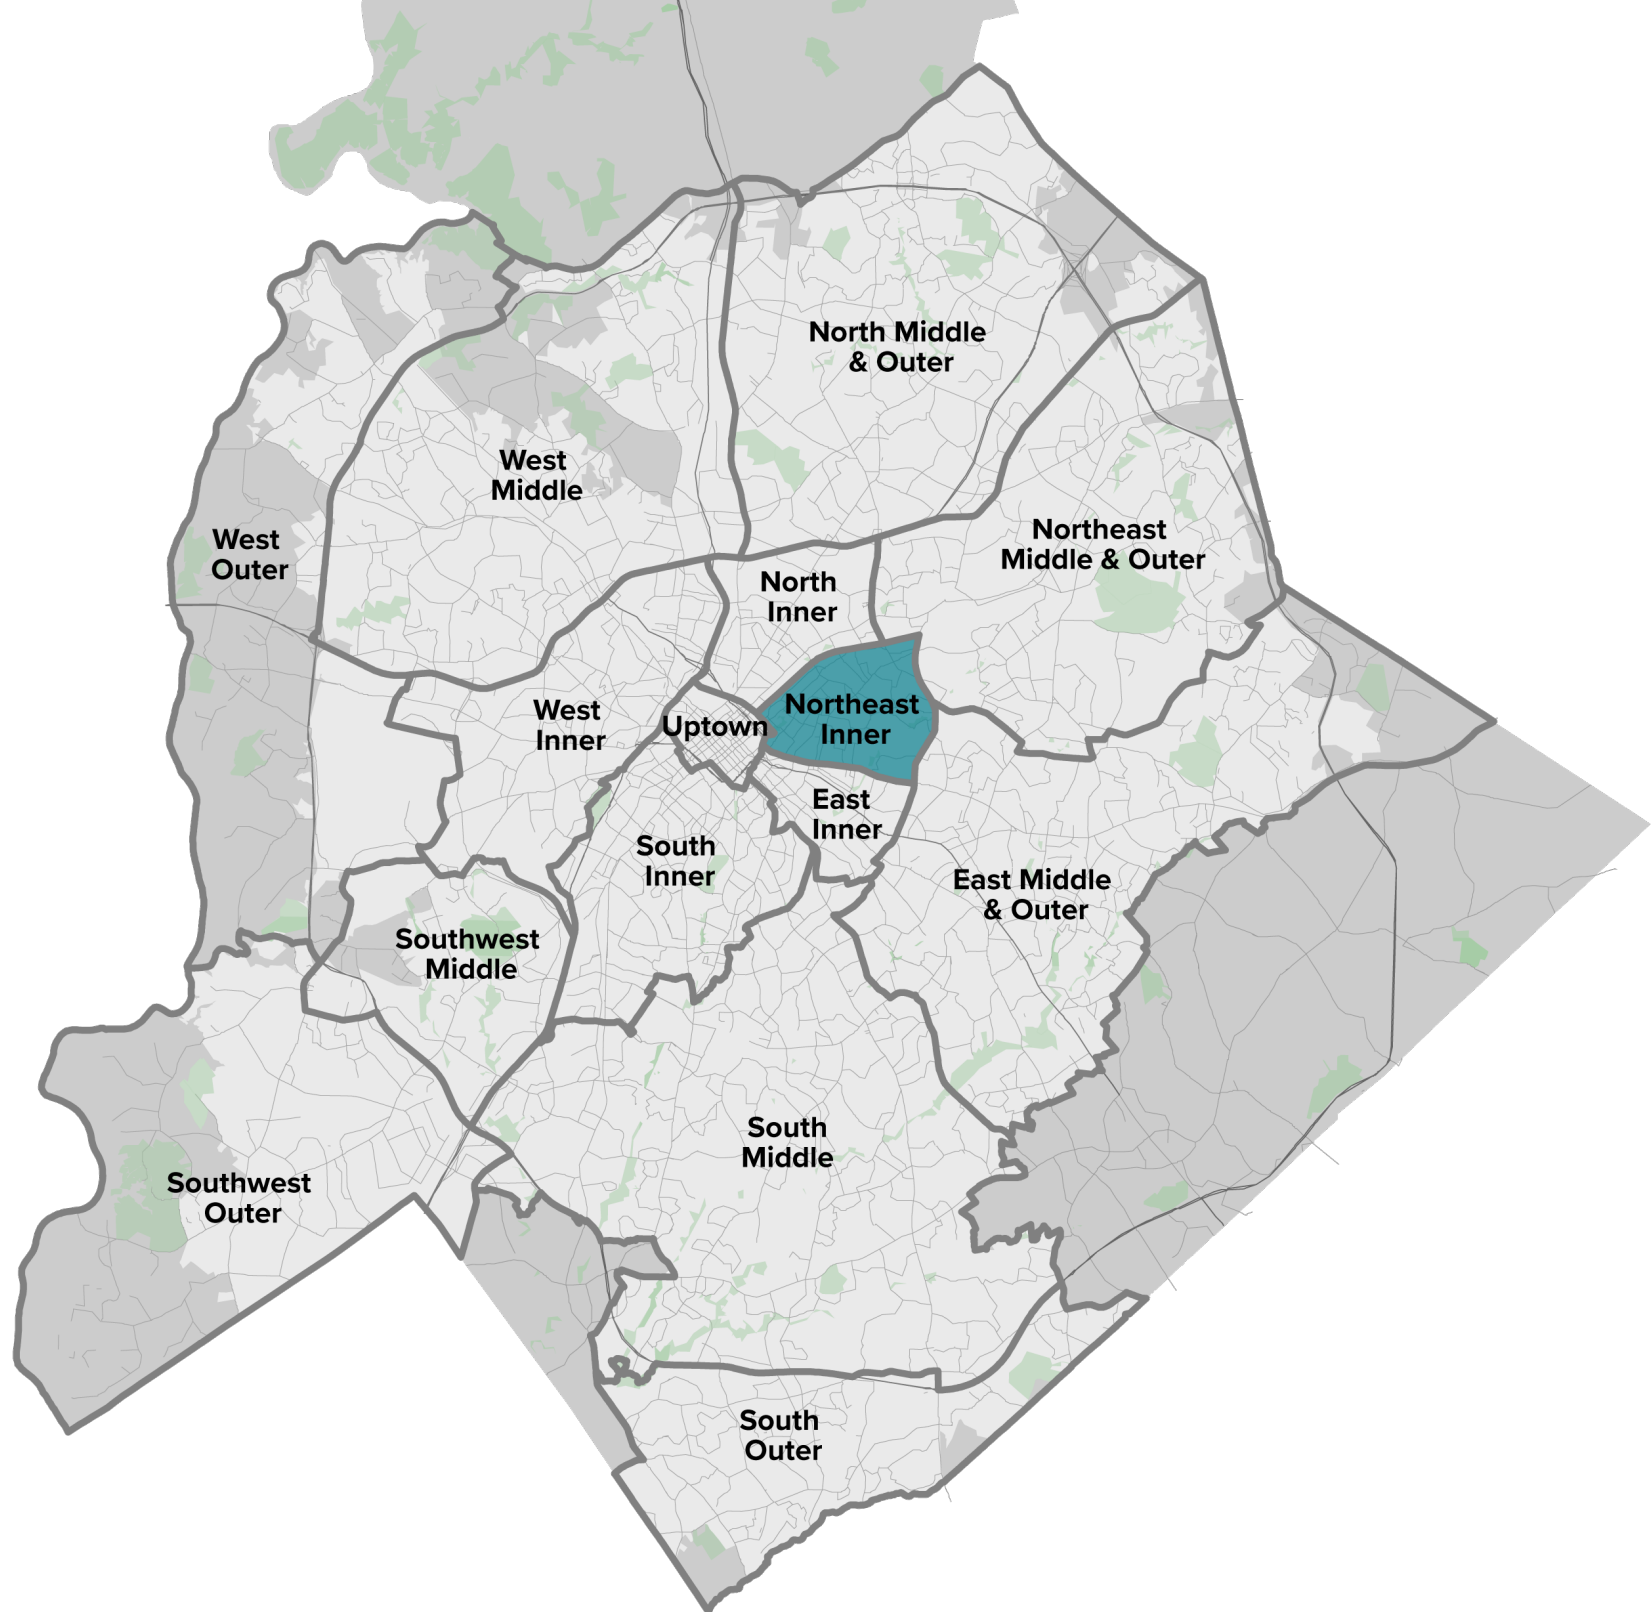 North Middle
& Outer
West
Middle
Northeast
Middle & Outer
West
Outer
North
Inner
Northeast
Inner
West
Inner
Uptown
East
Inner
South
Inner
East Middle
& Outer
Southwest
Middle
South
Middle
Southwest
Outer
South
Outer